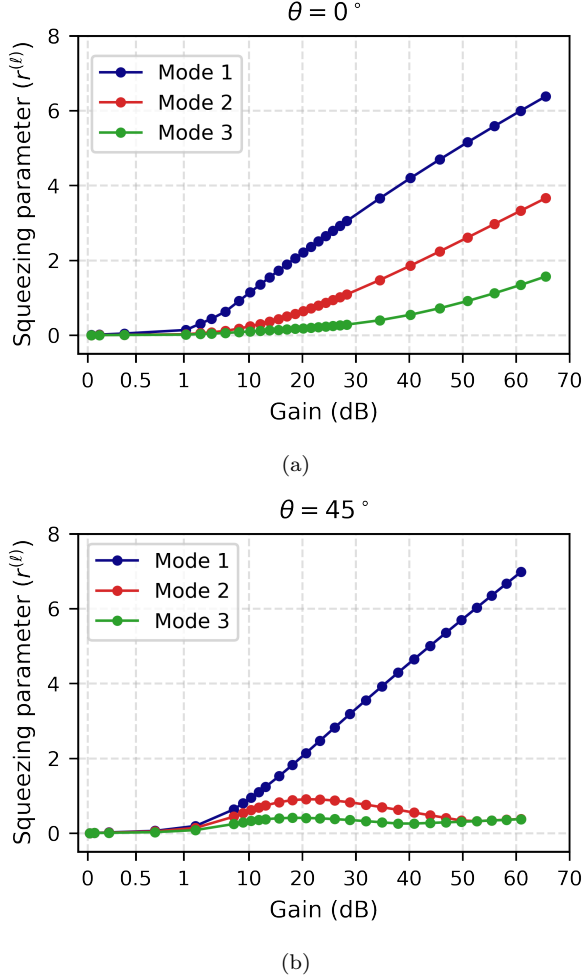 θ = 0°
Squeezing parameter (r^(ℓ))
8
6
4
2
0
Mode 1
Mode 2
Mode 3
0 0.5 1 10 20 30 40 50 60 70
Gain (dB)
(a)
θ = 45°
Squeezing parameter (r^(ℓ))
8
6
4
2
0
Mode 1
Mode 2
Mode 3
0 0.5 1 10 20 30 40 50 60 70
Gain (dB)
(b)